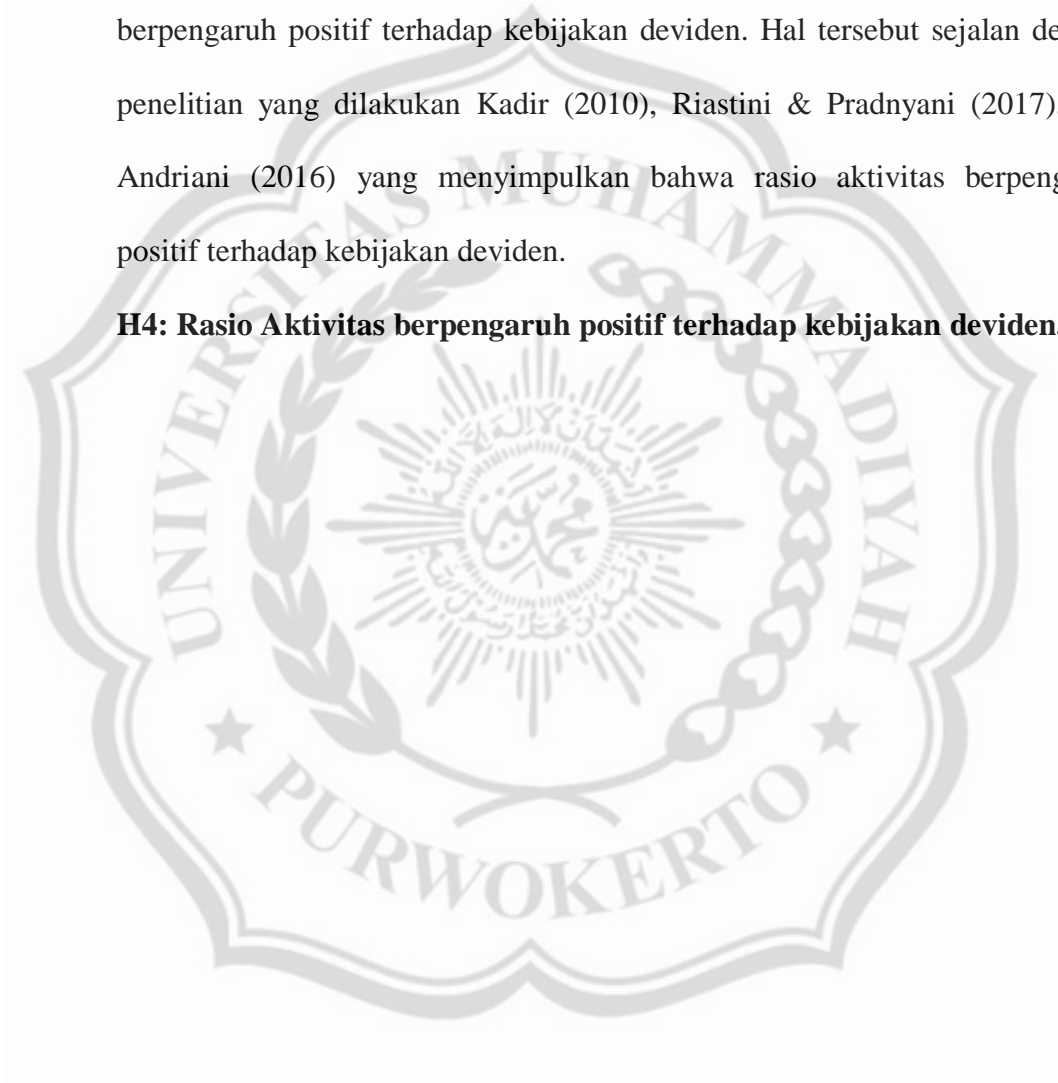 berpengaruh positif terhadap kebijakan deviden. Hal tersebut sejalan de
penelitian yang dilakukan Kadir (2010), Riastini & Pradnyani (2017)
Andriani (2016) yang menyimpulkan bahwa rasio aktivitas berpeng
positif terhadap kebijakan deviden.
H4: Rasio Aktivitas berpengaruh positif terhadap kebijakan deviden.
UNIVERSITAS MUHAMMADIYAH
PURWOKERTO